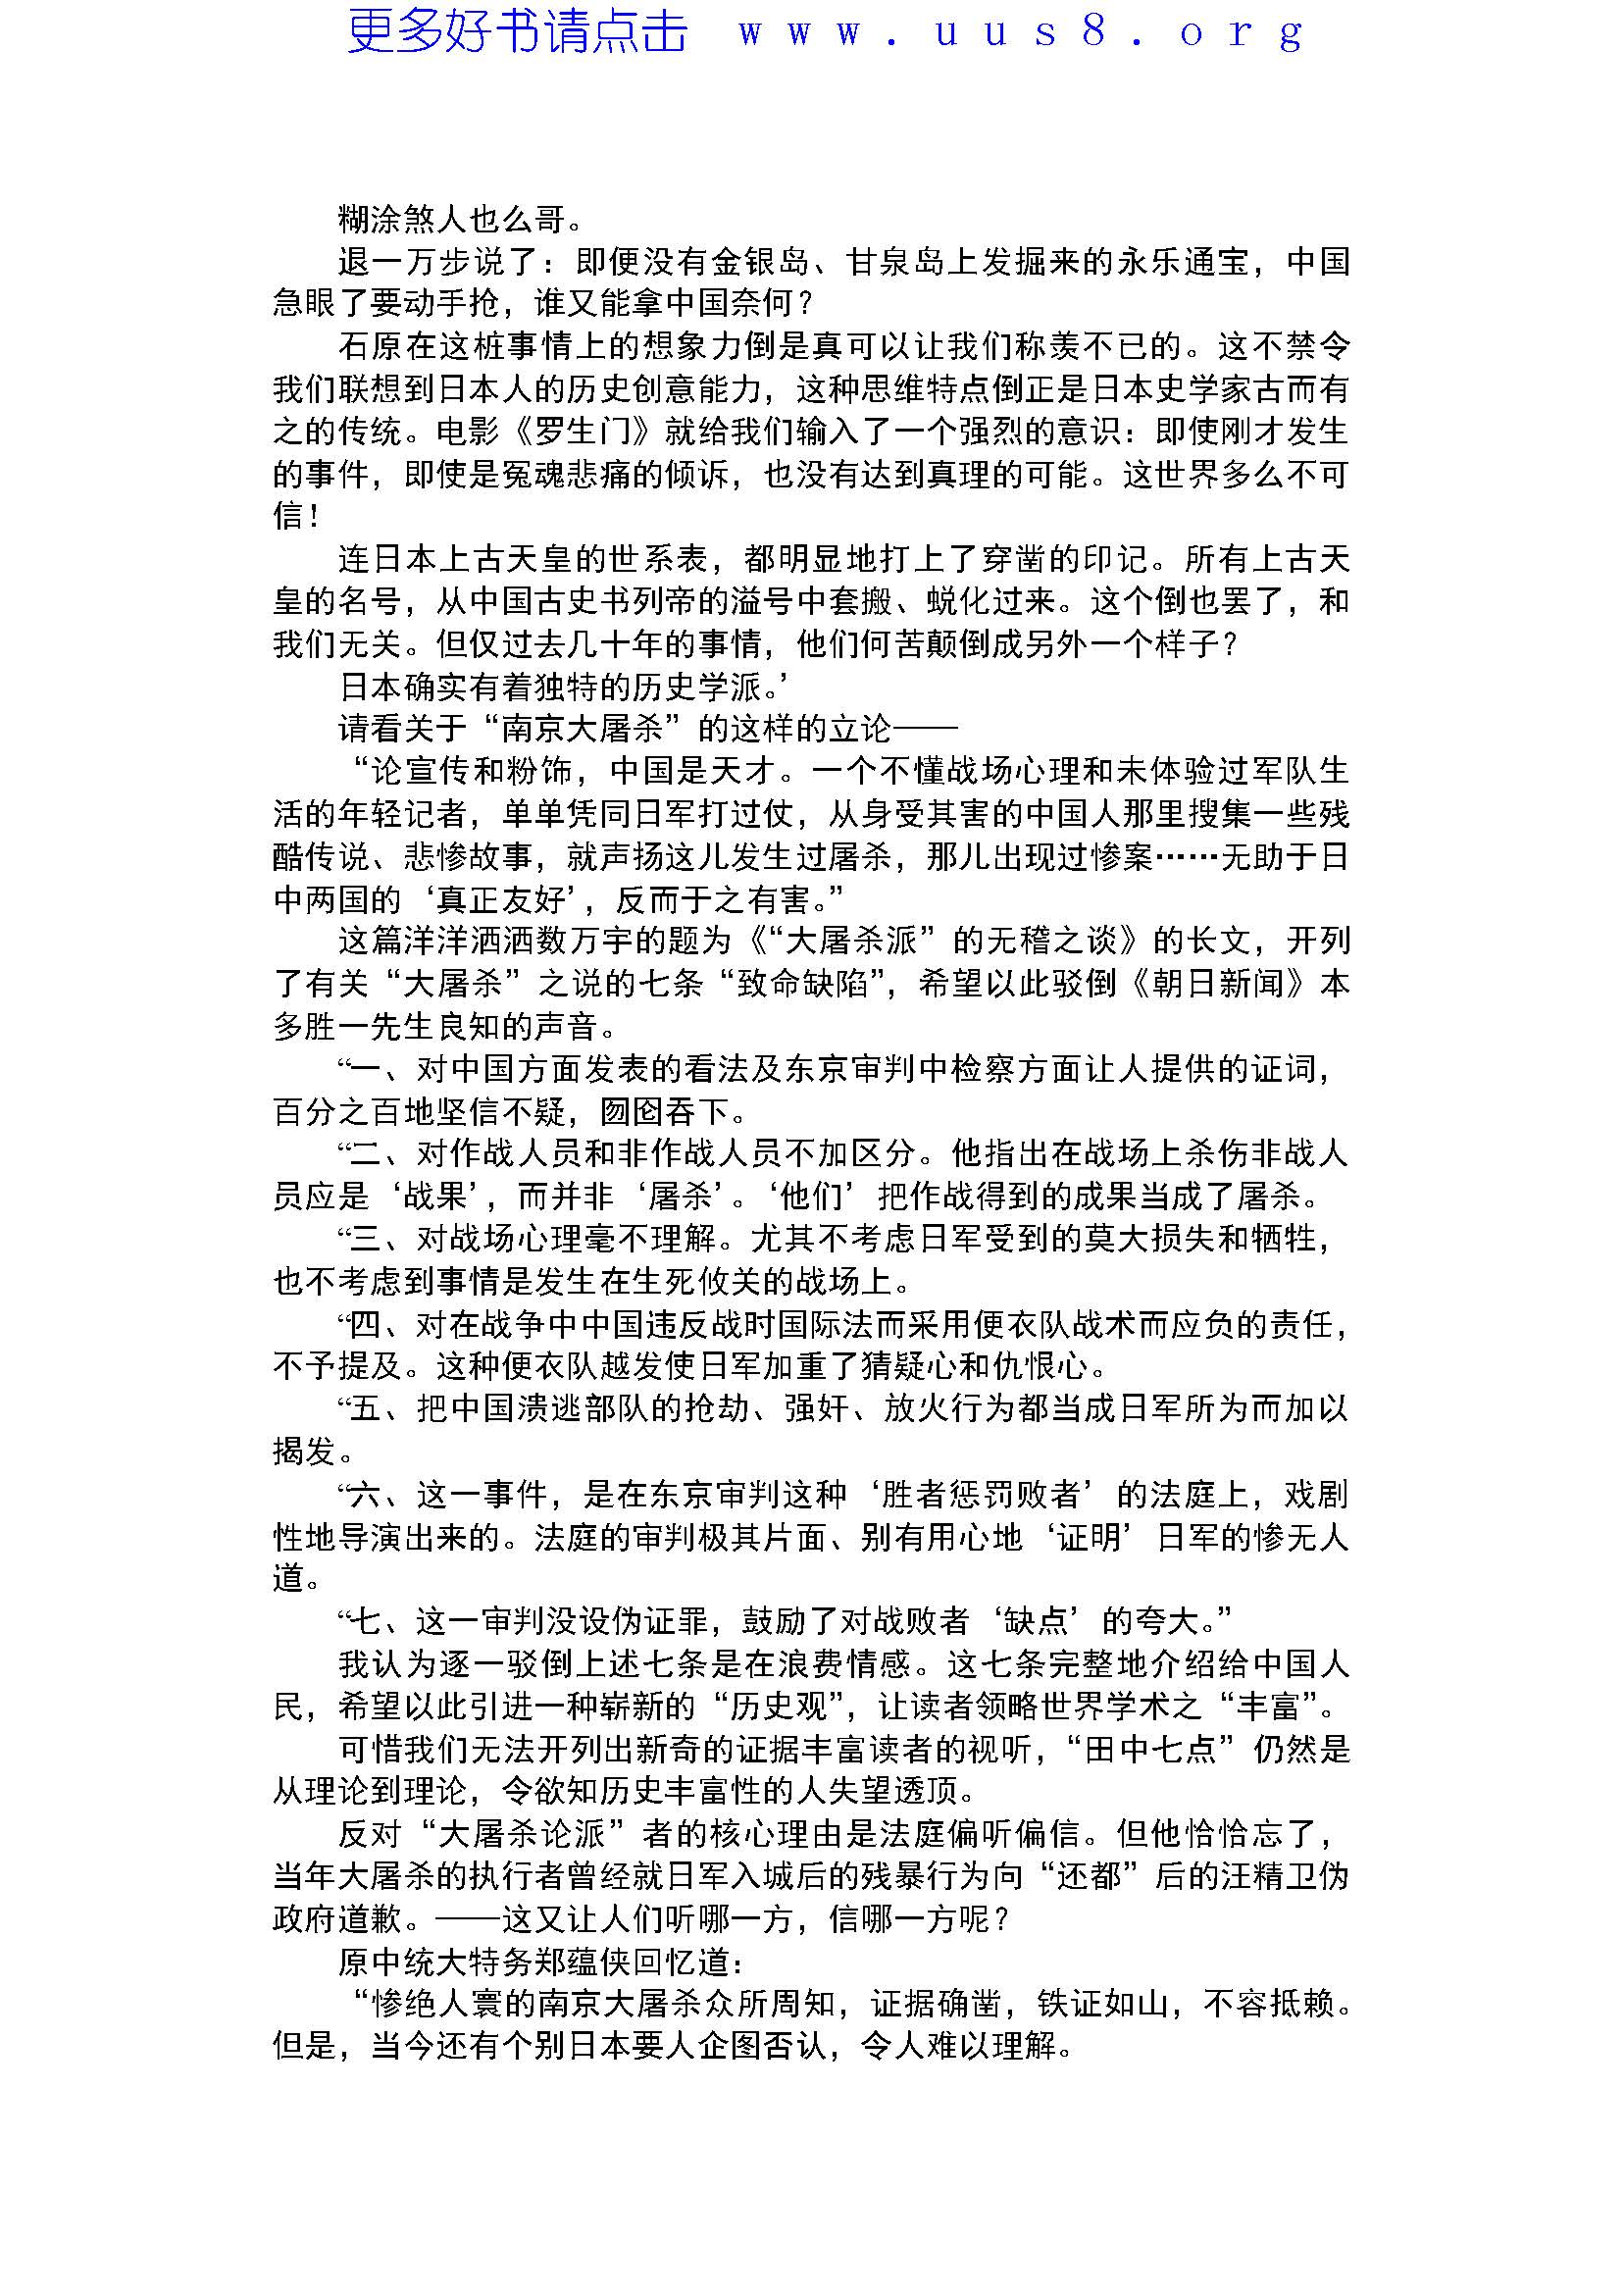 更多好书请点击 www.uus8.org
糊涂煞人也么哥。
退一万步说了：即便没有金银岛、甘泉岛上发掘来的永乐通宝，中国
急眼了要动手抢，谁又能拿中国奈何？
石原在这桩事情上的想象力倒是真可以让我们称羡不已的。这不禁令
我们联想到日本人的历史创意能力，这种思维特点倒正是日本史学家古而有
之的传统。电影《罗生门》就给我们输入了一个强烈的意识：即使刚才发生
的事件，即使是冤魂悲痛的倾诉，也没有达到真理的可能。这世界多么不可
信！
连日本上古天皇的世系表，都明显地打上了穿凿的印记。所有上古天
皇的名号，从中国古史书列帝的溢号中套搬、蜕化过来。这个倒也罢了，和
我们无关。但仅过去几十年的事情，他们何苦颠倒成另外一个样子？
日本确实有着独特的历史学派。’
请看关于“南京大屠杀”的这样的立论——
“论宣传和粉饰，中国是天才。一个不懂战场心理和未体验过军队生
活的年轻记者，单单凭同日军打过仗，从身受其害的中国人那里搜集一些残
酷传说、悲惨故事，就声扬这儿发生过屠杀，那儿出现过惨案……无助于日
中两国的‘真正友好’，反而于之有害。”
这篇洋洋洒洒数万宇的题为《“大屠杀派”的无稽之谈》的长文，开列
了有关“大屠杀”之说的七条“致命缺陷”，希望以此驳倒《朝日新闻》本
多胜一先生良知的声音。
“一、对中国方面发表的看法及东京审判中检察方面让人提供的证词，
百分之百地坚信不疑，囫囵吞下。
“二、对作战人员和非作战人员不加区分。他指出在战场上杀伤非战人
员应是‘战果’，而并非‘屠杀’。‘他们’把作战得到的成果当成了屠杀。
“三、对战场心理毫不理解。尤其不考虑日军受到的莫大损失和牺牲，
也不考虑到事情是发生在生死攸关的战场上。
“四、对在战争中中国违反战时国际法而采用便衣队战术而应负的责任，
不予提及。这种便衣队越发使日军加重了猜疑心和仇恨心。
“五、把中国溃逃部队的抢劫、强奸、放火行为都当成日军所为而加以
揭发。
“六、这一事件，是在东京审判这种‘胜者惩罚败者’的法庭上，戏剧
性地导演出来的。法庭的审判极其片面、别有用心地‘证明’日军的惨无人
道。
“七、这一审判没设伪证罪，鼓励了对战败者‘缺点’的夸大。”
我认为逐一驳倒上述七条是在浪费情感。这七条完整地介绍给中国人
民，希望以此引进一种崭新的“历史观”，让读者领略世界学术之“丰富”。
可惜我们无法开列出新奇的证据丰富读者的视听，“田中七点”仍然是
从理论到理论，令欲知历史丰富性的人失望透顶。
反对“大屠杀论派”者的核心理由是法庭偏听偏信。但他恰恰忘了，
当年大屠杀的执行者曾经就日军入城后的残暴行为向“还都”后的汪精卫伪
政府道歉。——这又让人们听哪一方，信哪一方呢？
原中统大特务郑蕴侠回忆道：
“惨绝人寰的南京大屠杀众所周知，证据确凿，铁证如山，不容抵赖。
但是，当今还有个别日本要人企图否认，令人难以理解。